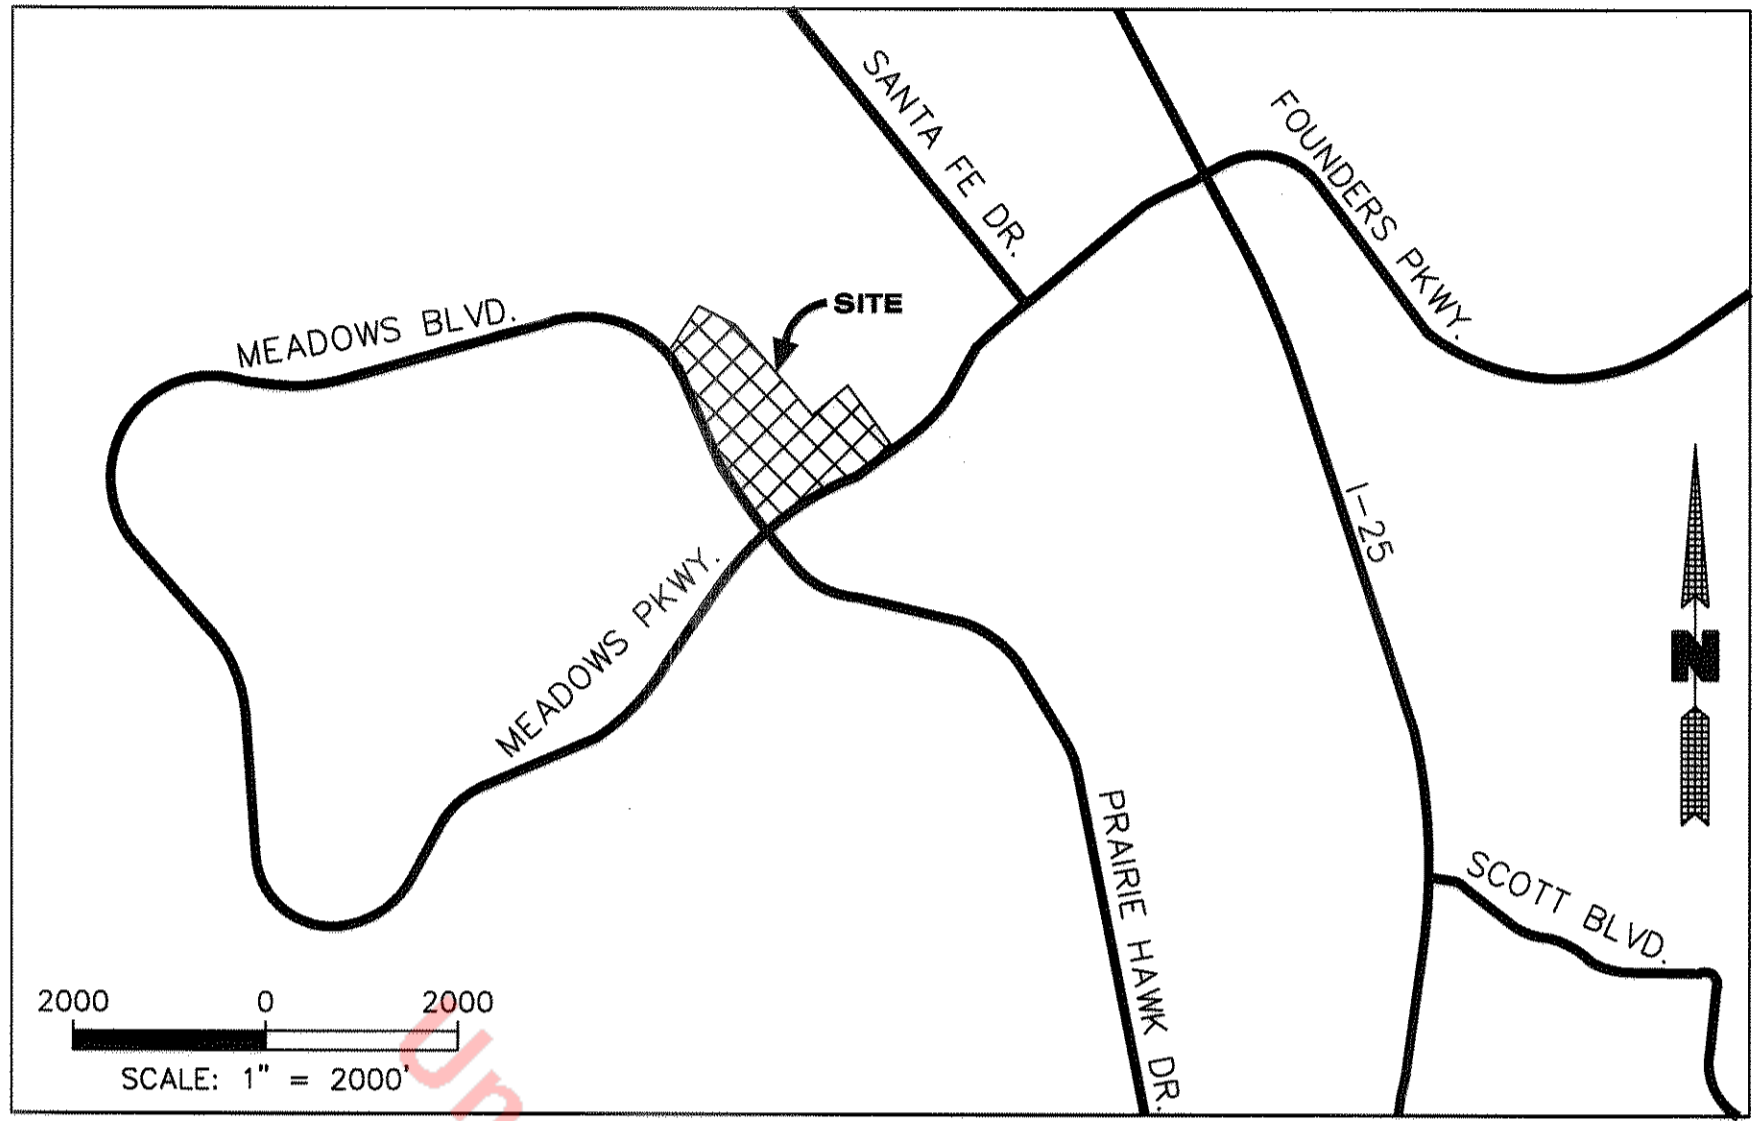 SANTA FE DR.
FOUNDERS PKWY.
SITE
MEADOWS BLVD.
I-25
MEADOWS PKWY.
N
PRAIRIE HAWK DR.
SCOTT BLVD.
2000 0 2000
SCALE: 1" = 2000'
Un